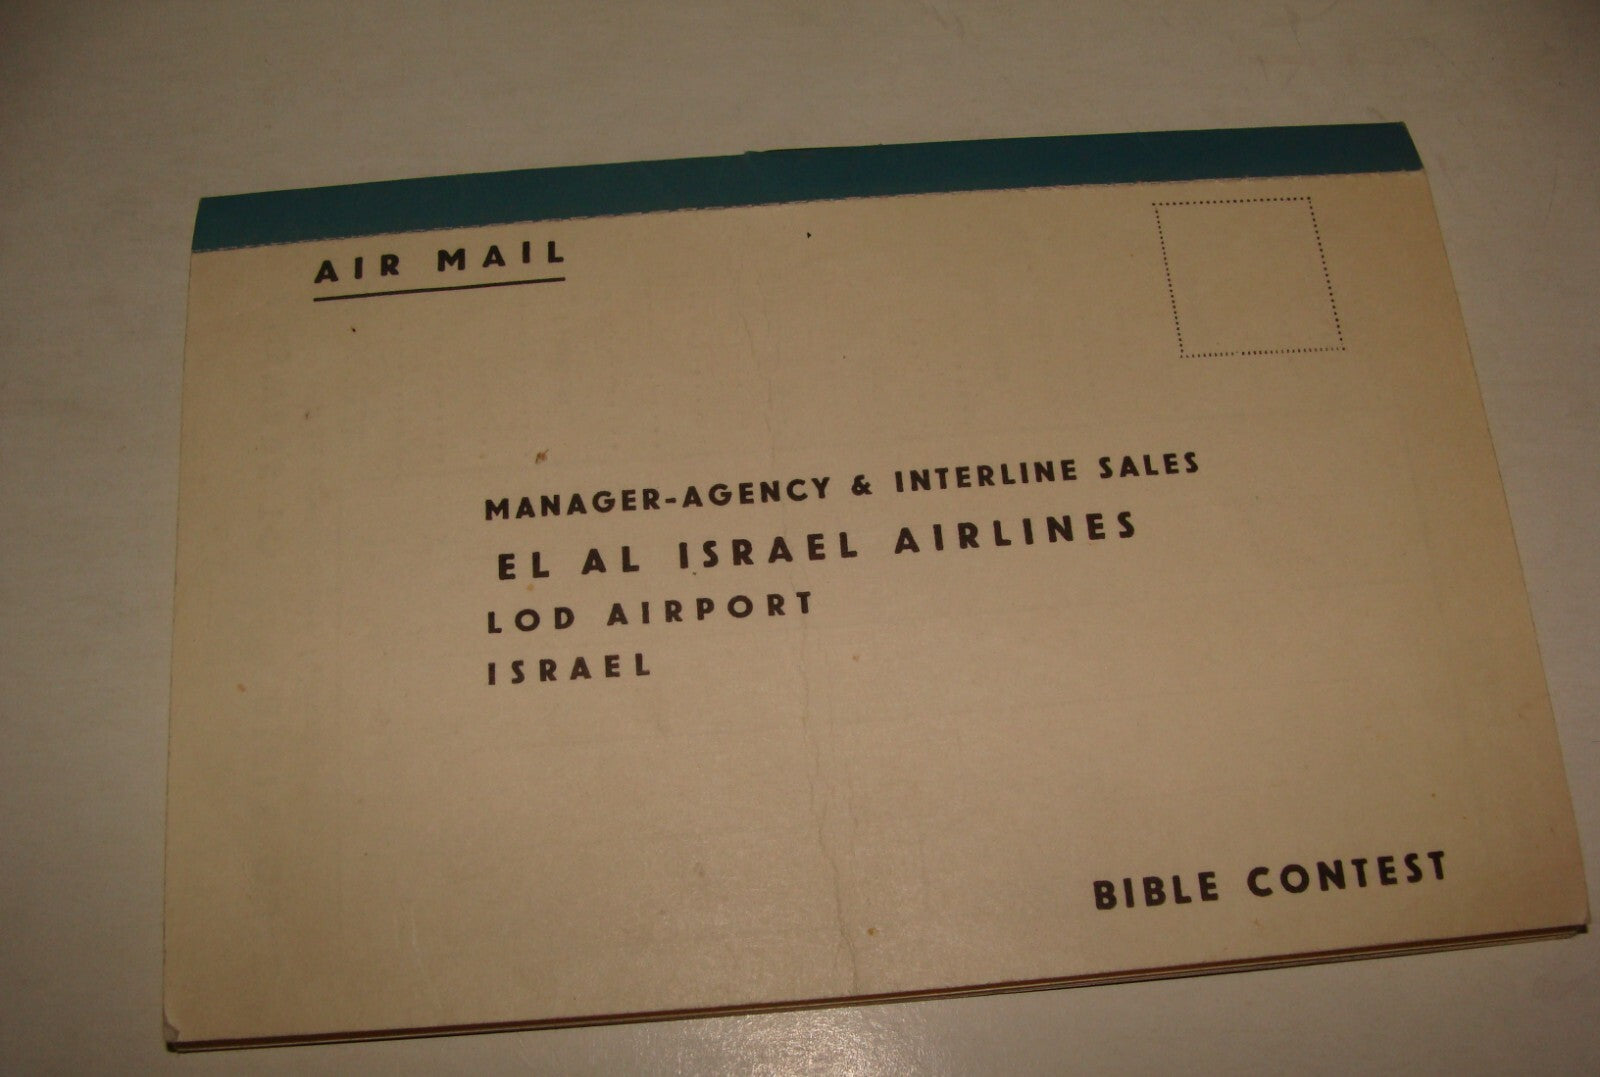 AIR MAIL
MANAGER-AGENCY & INTERLINE SALES
EL AL ISRAEL AIRLINES
LOD AIRPORT
ISRAEL
BIBLE CONTEST